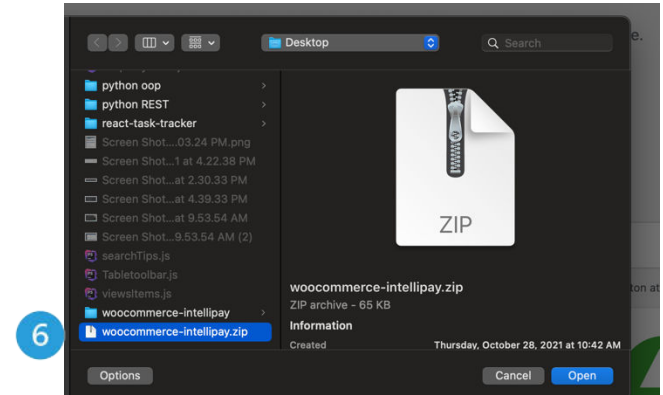 Desktop
Search
e.
python oop
python REST
react-task-tracker
Screen Shot....03.24 PM.png
Screen Shot...1 at 4.22.38 PM
Screen Shot...at 2.30.33 PM
Screen Shot...at 4.39.33 PM
Screen Shot...at 9.53.54 AM
Screen Shot...9.53.54 AM (2)
searchTips.js
Tabletoolbar.js
viewsItems.js
woocommerce-intellipay
6
woocommerce-intellipay.zip
ZIP
woocommerce-intellipay.zip
ZIP archive - 65 KB
Information
Created Thursday, October 28, 2021 at 10:42 AM
ton at
Options
Cancel
Open